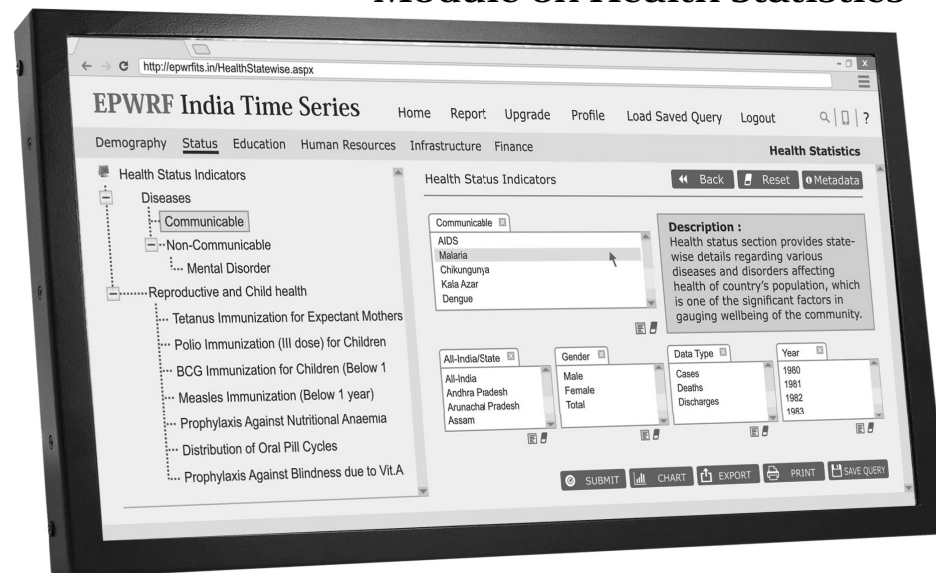 Module on Health Statistics
http://epwrfits.in/HealthStatewise.aspx
EPWRF India Time Series
Home Report Upgrade Profile Load Saved Query Logout ?
Demography Status Education Human Resources Infrastructure Finance
Health Statistics
Health Status Indicators
Diseases
Communicable
Non-Communicable
Mental Disorder
Reproductive and Child health
Tetanus Immunization for Expectant Mothers
Polio Immunization (III dose) for Children
BCG Immunization for Children (Below 1
Measles Immunization (Below 1 year)
Prophylaxis Against Nutritional Anaemia
Distribution of Oral Pill Cycles
Prophylaxis Against Blindness due to Vit.A
Health Status Indicators
Back Reset Metadata
Communicable
AIDS
Malaria
Chikungunya
Kala Azar
Dengue
Description :
Health status section provides state-
wise details regarding various
diseases and disorders affecting
health of country's population, which
is one of the significant factors in
gauging wellbeing of the community.
All-India/State
All-India
Andhra Pradesh
Arunachal Pradesh
Assam
Gender
Male
Female
Total
Data Type
Cases
Deaths
Discharges
Year
1980
1981
1982
1983
SUBMIT CHART EXPORT PRINT SAVE QUERY